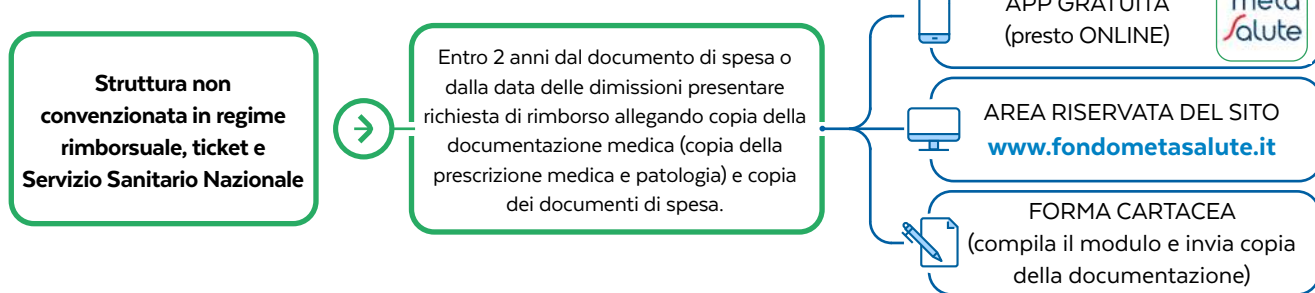 Struttura non
convenzionata in regime
rimborsuale, ticket e
Servizio Sanitario Nazionale
Entro 2 anni dal documento di spesa o
dalla data delle dimissioni presentare
richiesta di rimborso allegando copia della
documentazione medica (copia della
prescrizione medica e patologia) e copia
dei documenti di spesa.
APP GRATUITA
(presto ONLINE)
meta
Salute
AREA RISERVATA DEL SITO
www.fondometasalute.it
FORMA CARTACEA
(compila il modulo e invia copia
della documentazione)